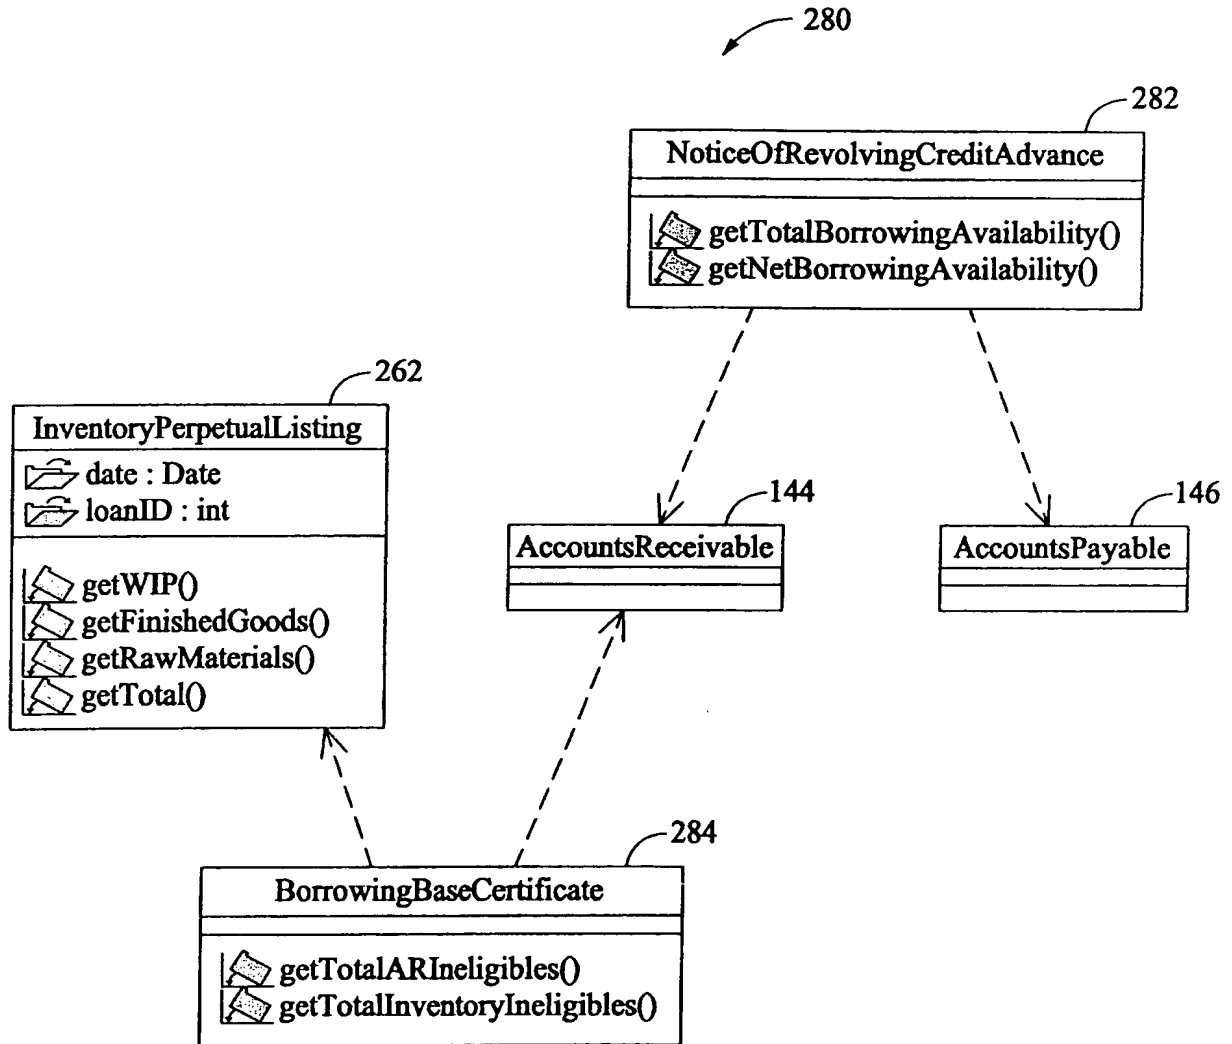 280
282
NoticeOfRevolvingCreditAdvance
getTotalBorrowingAvailability()
getNetBorrowingAvailability()
262
InventoryPerpetualListing
date : Date
loanID : int
getWIP()
getFinishedGoods()
getRawMaterials()
getTotal()
144
AccountsReceivable
146
AccountsPayable
284
BorrowingBaseCertificate
getTotalARIneligibles()
getTotalInventoryIneligibles()